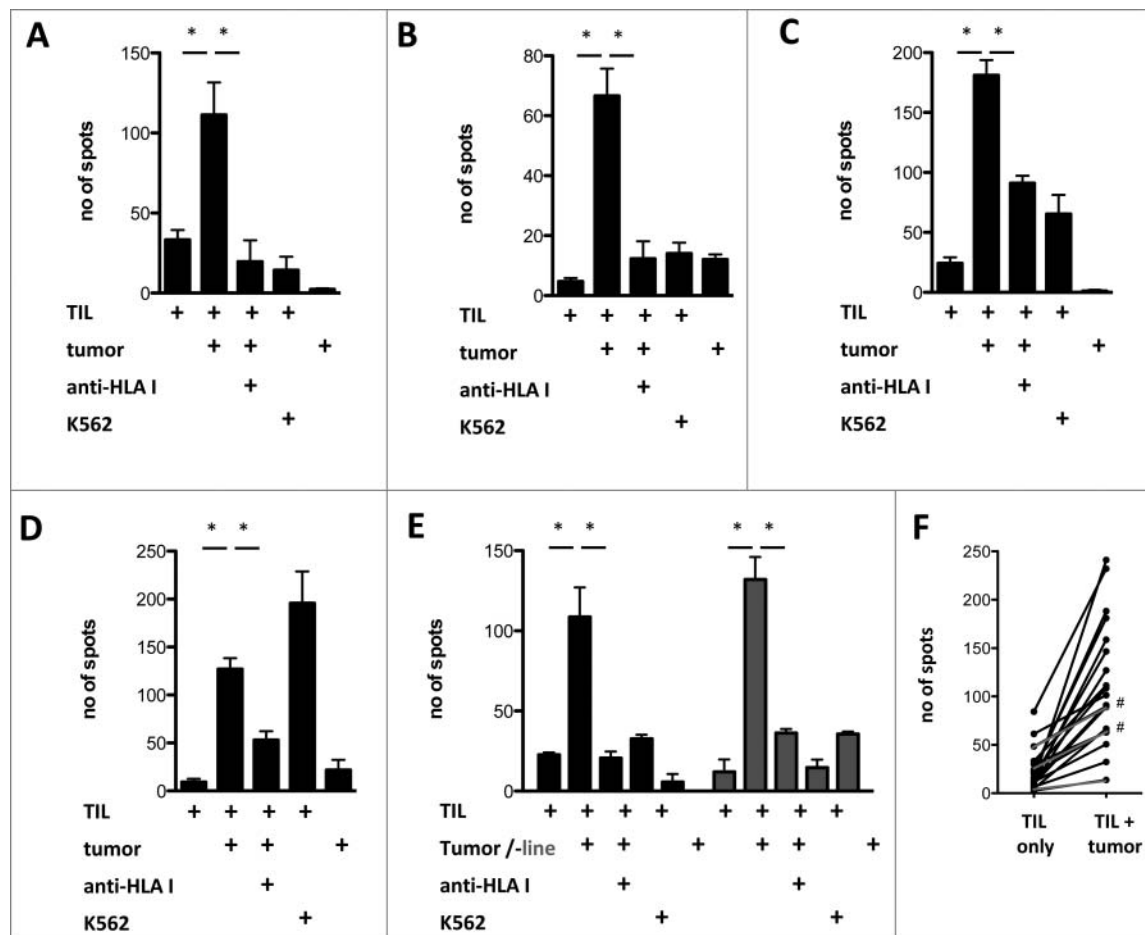 A
* *
150
100
50
0
no of spots
TIL + + + +
tumor + + +
anti-HLA I +
K562 +
B
* *
80
60
40
20
0
no of spots
TIL + + + +
tumor + + +
anti-HLA I +
K562 +
C
* *
200
150
100
50
0
no of spots
TIL + + + +
tumor + + +
anti-HLA I +
K562 +
D
* *
250
200
150
100
50
0
no of spots
TIL + + + +
tumor + + +
anti-HLA I +
K562 +
E
* * * *
150
100
50
0
no of spots
TIL + + + + + + + +
Tumor /-line + + + + + +
anti-HLA I + +
K562 + +
F
250
200
150
100
50
0
no of spots
#
#
TIL TIL +
only tumor